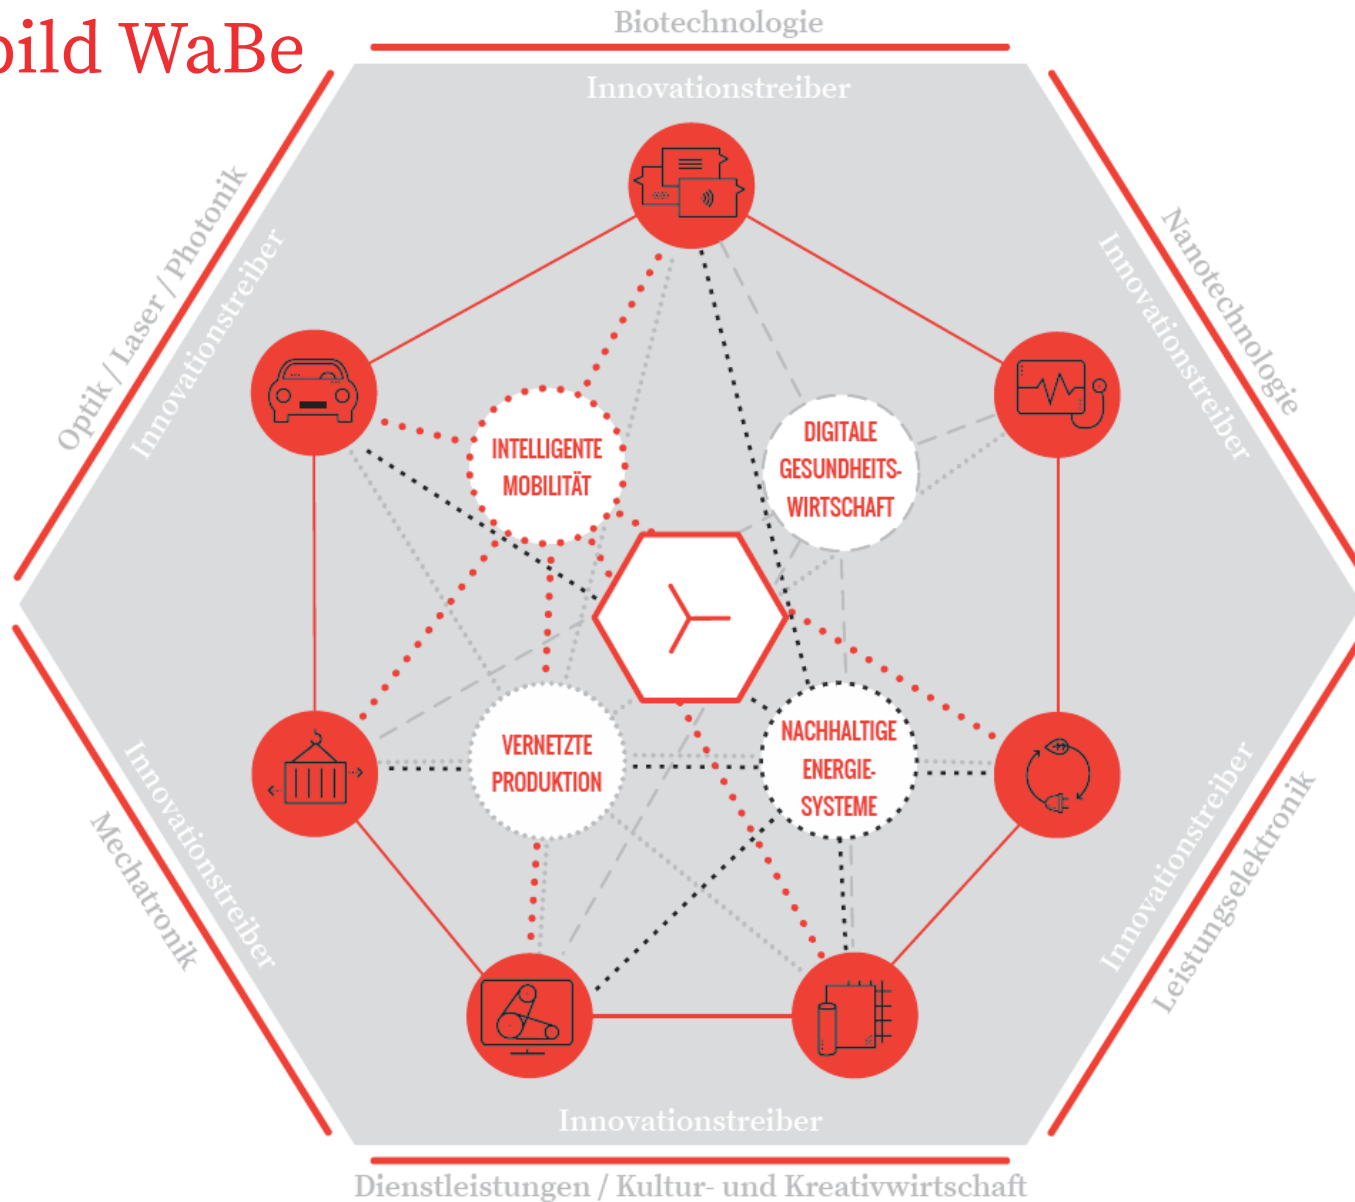 bild WaBe
Biotechnologie
Innovationstreiber
Optik / Laser / Photonik
Innovationstreiber
Nanotechnologie
Innovationstreiber
INTELLIGENTE
MOBILITÄT
DIGITALE
GESUNDHEITS-
WIRTSCHAFT
VERNETZTE
PRODUKTION
NACHHALTIGE
ENERGIE-
SYSTEME
Mechatronik
Innovationstreiber
Innovationstreiber
Leistungselektronik
Innovationstreiber
Dienstleistungen / Kultur- und Kreativwirtschaft